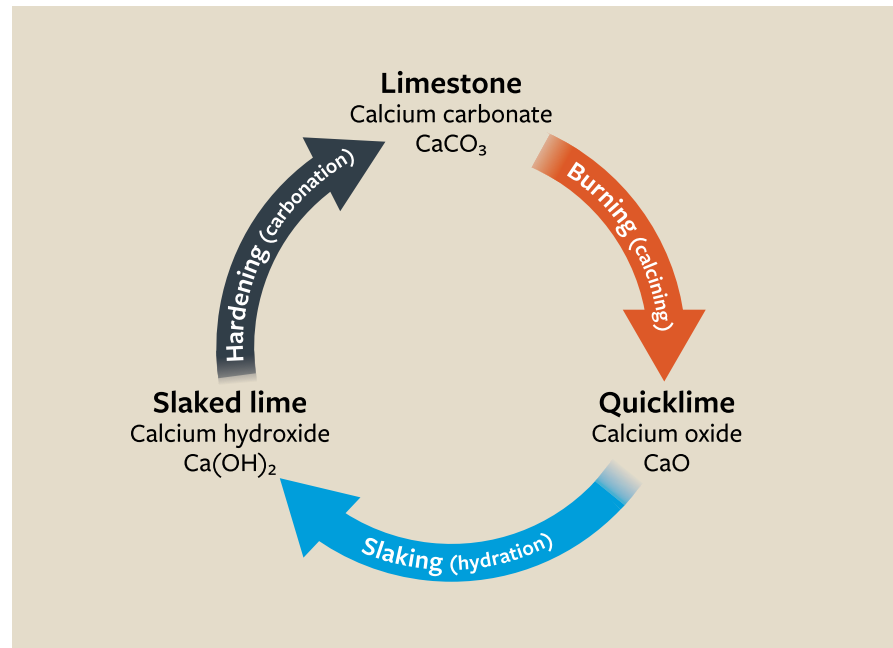 Limestone
Calcium carbonate
CaCO₃
Burning (calcining)
Hardening (carbonation)
Slaked lime
Calcium hydroxide
Ca(OH)₂
Quicklime
Calcium oxide
CaO
Slaking (hydration)